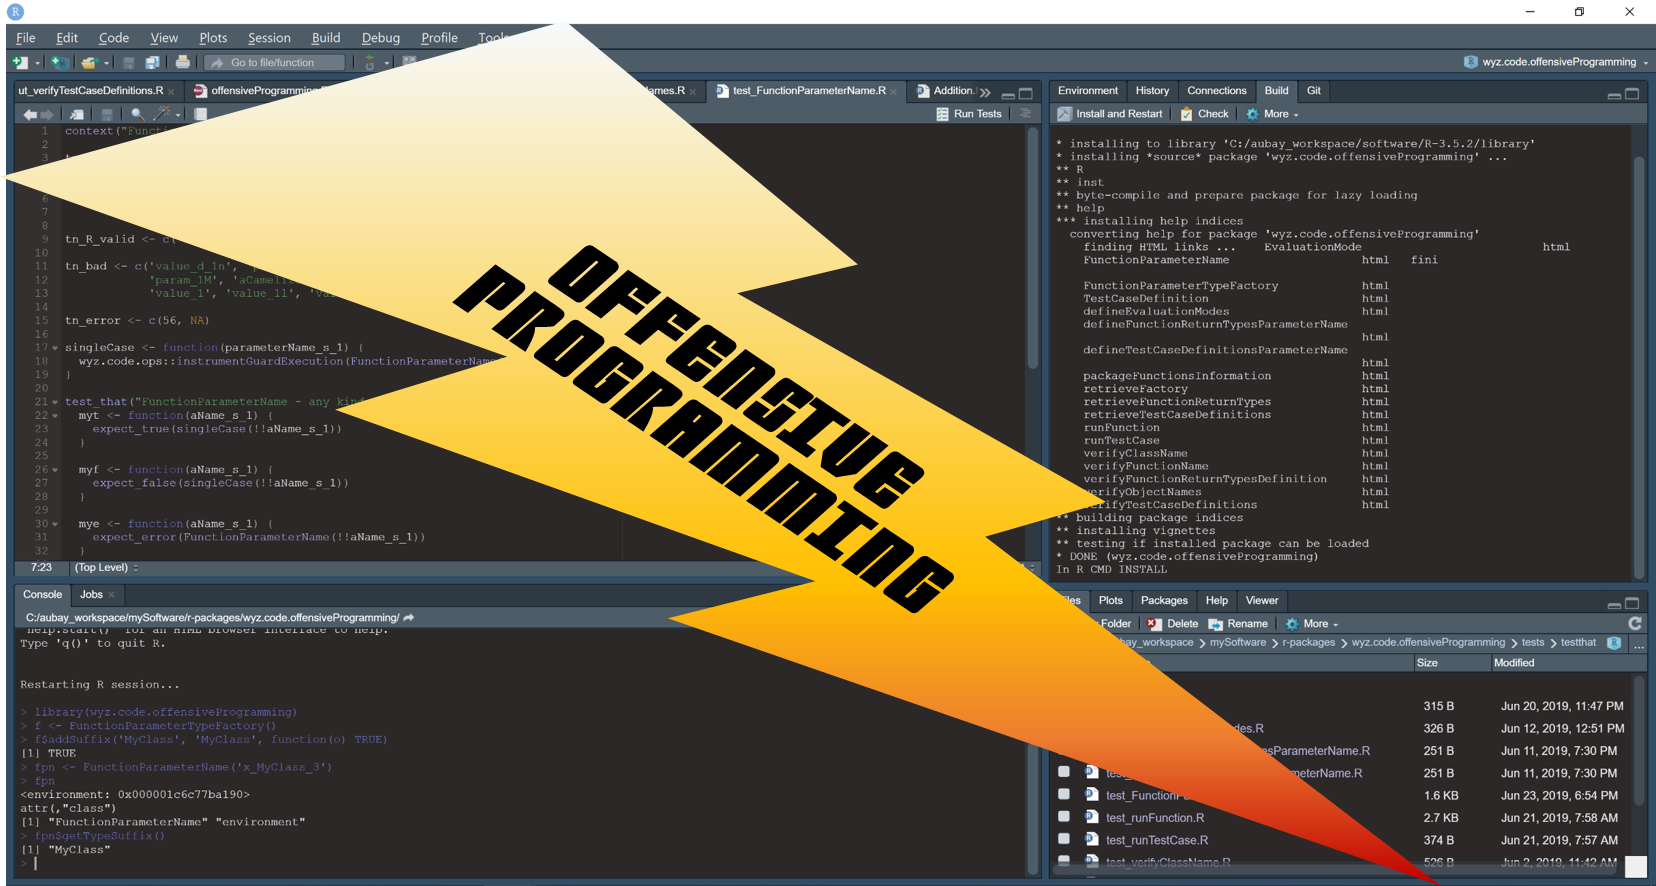 File Edit Code View Plots Session Build Debug Profile
Go to file/function
wyz.code.offensiveProgramming
ut_verifyTestCaseDefinitions.R
test_FunctionParameterName.R
Addition.
Run Tests
1 context("Func
2
3
6
7
8
9 tn_R_valid <- c(
10
11 tn_bad <- c('value_d_1n',
12 'param_1M',
13 'value_1', 'value_11',
14
15 tn_error <- c(56, NA)
16
17 singleCase <- function(parameterName_s_1) {
18 wyz.code.ops::instrumentGuardExecution(FunctionParameterName
19 }
20
21 test_that("FunctionParameterName - any kind
22 myt <- function(aName_s_1) {
23 expect_true(singleCase(!!aName_s_1))
24 }
25
26 myf <- function(aName_s_1) {
27 expect_false(singleCase(!!aName_s_1))
28 }
29
30 mye <- function(aName_s_1) {
31 expect_error(FunctionParameterName(!!aName_s_1))
32 }
7:23 (Top Level)
OFFENSIVE
PROGRAMMING
Console Jobs
C:/aubay_workspace/mySoftware/r-packages/wyz.code.offensiveProgramming/
'help.start()' for an HTML browser interface to help.
Type 'q()' to quit R.
Restarting R session...
> library(wyz.code.offensiveProgramming)
> f <- FunctionParameterTypeFactory()
> f$addSuffix('MyClass', 'MyClass', function(o) TRUE)
[1] TRUE
> fpn <- FunctionParameterName('x_MyClass_3')
> fpn
<environment: 0x000001c6c77ba190>
attr(,"class")
[1] "FunctionParameterName" "environment"
> fpn$getTypeSuffix()
[1] "MyClass"
>
Environment History Connections Build Git
Install and Restart Check More
* installing to library 'C:/aubay_workspace/software/R-3.5.2/library'
* installing *source* package 'wyz.code.offensiveProgramming' ...
** R
** inst
** byte-compile and prepare package for lazy loading
** help
*** installing help indices
converting help for package 'wyz.code.offensiveProgramming'
finding HTML links ... EvaluationMode html
FunctionParameterName html fini
FunctionParameterTypeFactory html
TestCaseDefinition html
defineEvaluationModes html
defineFunctionReturnTypesParameterName
html
defineTestCaseDefinitionsParameterName
html
packageFunctionsInformation html
retrieveFactory html
retrieveFunctionReturnTypes html
retrieveTestCaseDefinitions html
runFunction html
runTestCase html
verifyClassName html
verifyFunctionName html
verifyFunctionReturnTypesDefinition html
verifyObjectNames html
verifyTestCaseDefinitions html
** building package indices
** installing vignettes
** testing if installed package can be loaded
* DONE (wyz.code.offensiveProgramming)
In R CMD INSTALL
Plots Packages Help Viewer
Folder Delete Rename More
mySoftware r-packages wyz.code.offensiveProgramming tests testthat ...
Size Modified
315 B Jun 20, 2019, 11:47 PM
326 B Jun 12, 2019, 12:51 PM
251 B Jun 11, 2019, 7:30 PM
251 B Jun 11, 2019, 7:30 PM
1.6 KB Jun 23, 2019, 6:54 PM
test_runFunction.R 2.7 KB Jun 21, 2019, 7:58 AM
test_runTestCase.R 374 B Jun 21, 2019, 7:57 AM
test_verifyClassName.R 526 B Jun 2, 2019, 11:42 AM